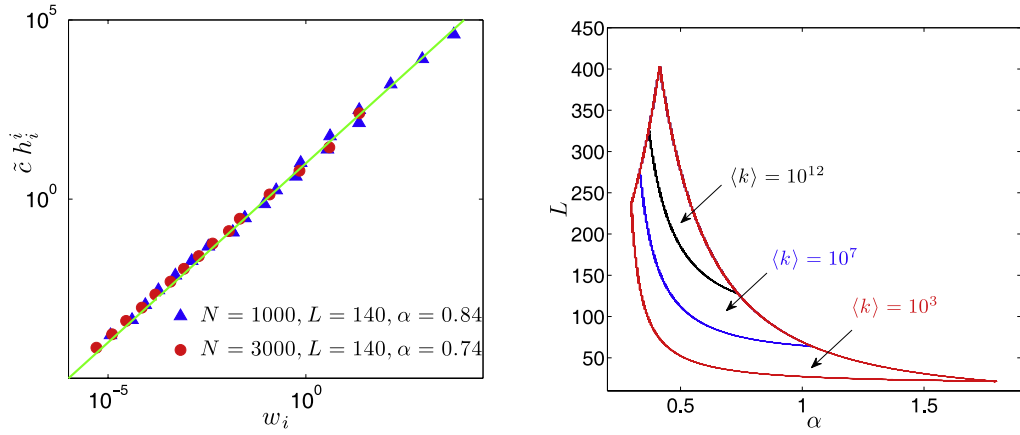 10^5
10^0
c̃ h_i^i
N = 1000, L = 140, α = 0.84
N = 3000, L = 140, α = 0.74
10^−5
10^0
w_i
450
400
350
300
250
200
150
100
50
L
⟨k⟩ = 10^12
⟨k⟩ = 10^7
⟨k⟩ = 10^3
0.5
1
1.5
α